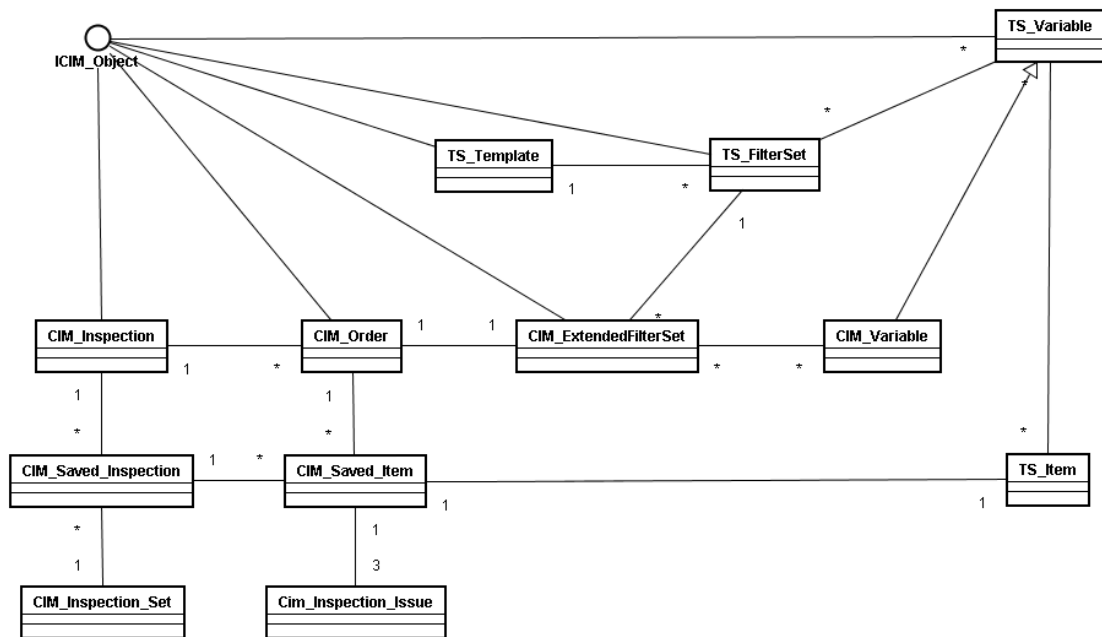 TS_Variable
ICIM_Object
*
*
*
TS_Template
TS_FilterSet
1
*
1
*
CIM_Inspection
CIM_Order
1
1
CIM_ExtendedFilterSet
CIM_Variable
1
*
*
*
1
1
*
*
*
CIM_Saved_Inspection
1
*
CIM_Saved_Item
TS_Item
1
1
*
1
1
3
CIM_Inspection_Set
Cim_Inspection_Issue